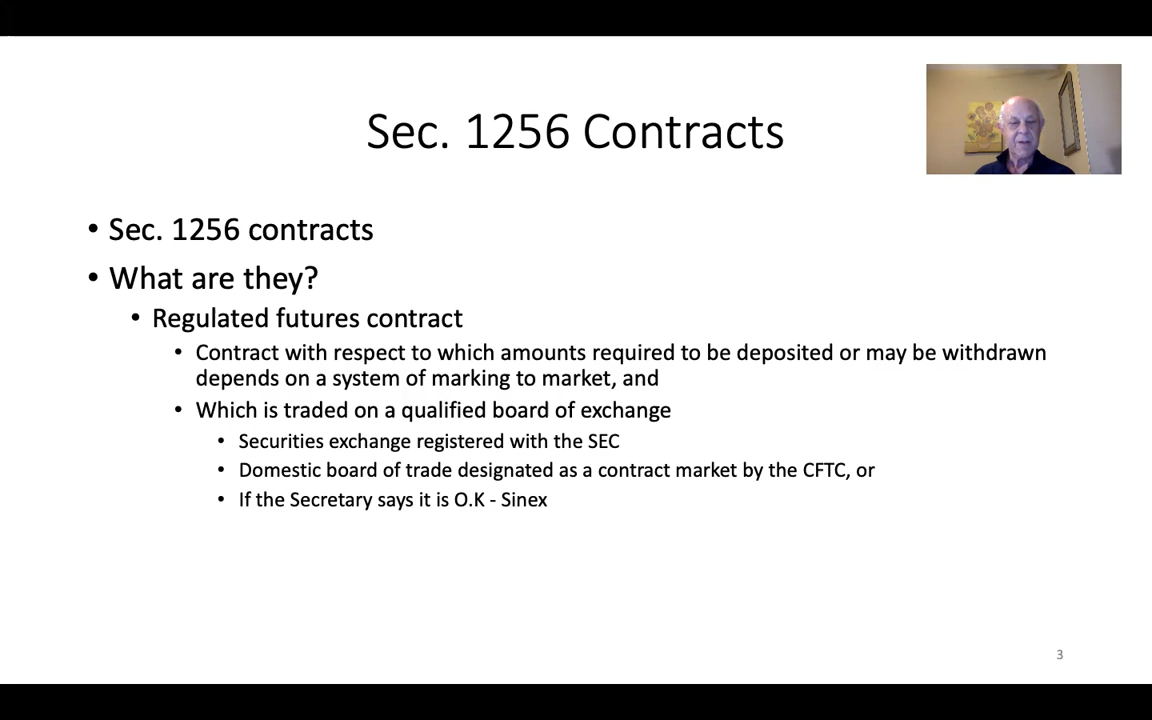 Sec. 1256 Contracts
• Sec. 1256 contracts
• What are they?
• Regulated futures contract
• Contract with respect to which amounts required to be deposited or may be withdrawn
depends on a system of marking to market, and
• Which is traded on a qualified board of exchange
• Securities exchange registered with the SEC
• Domestic board of trade designated as a contract market by the CFTC, or
• If the Secretary says it is O.K - Sinex
3